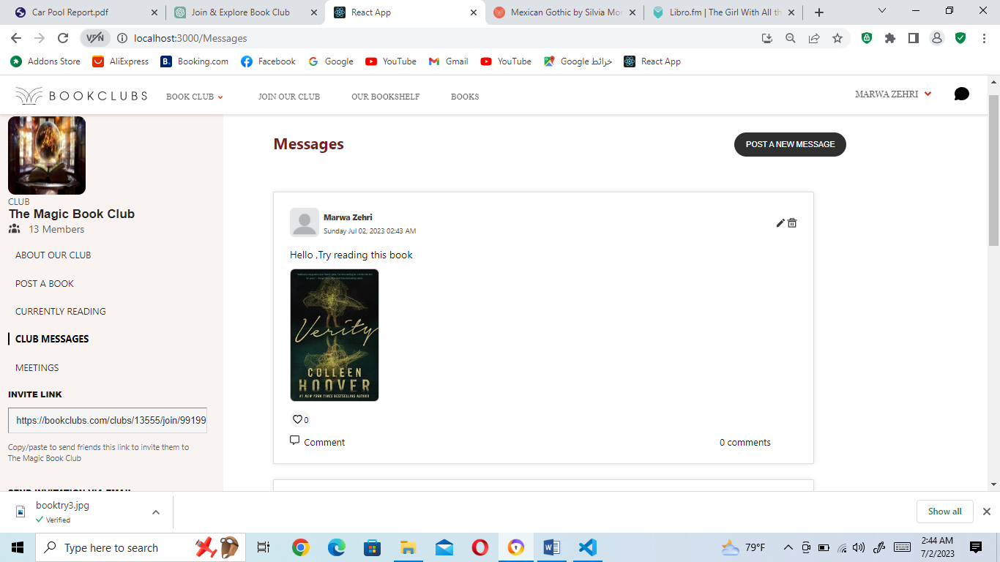 Car Pool Report.pdf
Join & Explore Book Club
React App
Mexican Gothic by Silvia Mor
Libro.fm | The Girl With All th
VPN
localhost:3000/Messages
Addons Store
AliExpress
B.
Booking.com
Facebook
Google
YouTube
Gmail
YouTube
Google خرائط
React App
BOOKCLUBS
BOOK CLUB
JOIN OUR CLUB
OUR BOOKSHELF
BOOKS
MARWA ZEHRI
CLUB
The Magic Book Club
13 Members
ABOUT OUR CLUB
POST A BOOK
CURRENTLY READING
CLUB MESSAGES
MEETINGS
INVITE LINK
https://bookclubs.com/clubs/13555/join/99199
Copy/paste to send friends this link to invite them to
The Magic Book Club
SEND INVITATION VIA EMAIL
Messages
POST A NEW MESSAGE
Marwa Zehri
Sunday Jul 02, 2023 02:43 AM
Hello ,Try reading this book
Verity
COLLEEN
HOOVER
#1 NEW YORK TIMES BESTSELLING AUTHOR
0
Comment
0 comments
booktry3.jpg
Verified
Show all
Type here to search
79°F
2:44 AM
7/2/2023